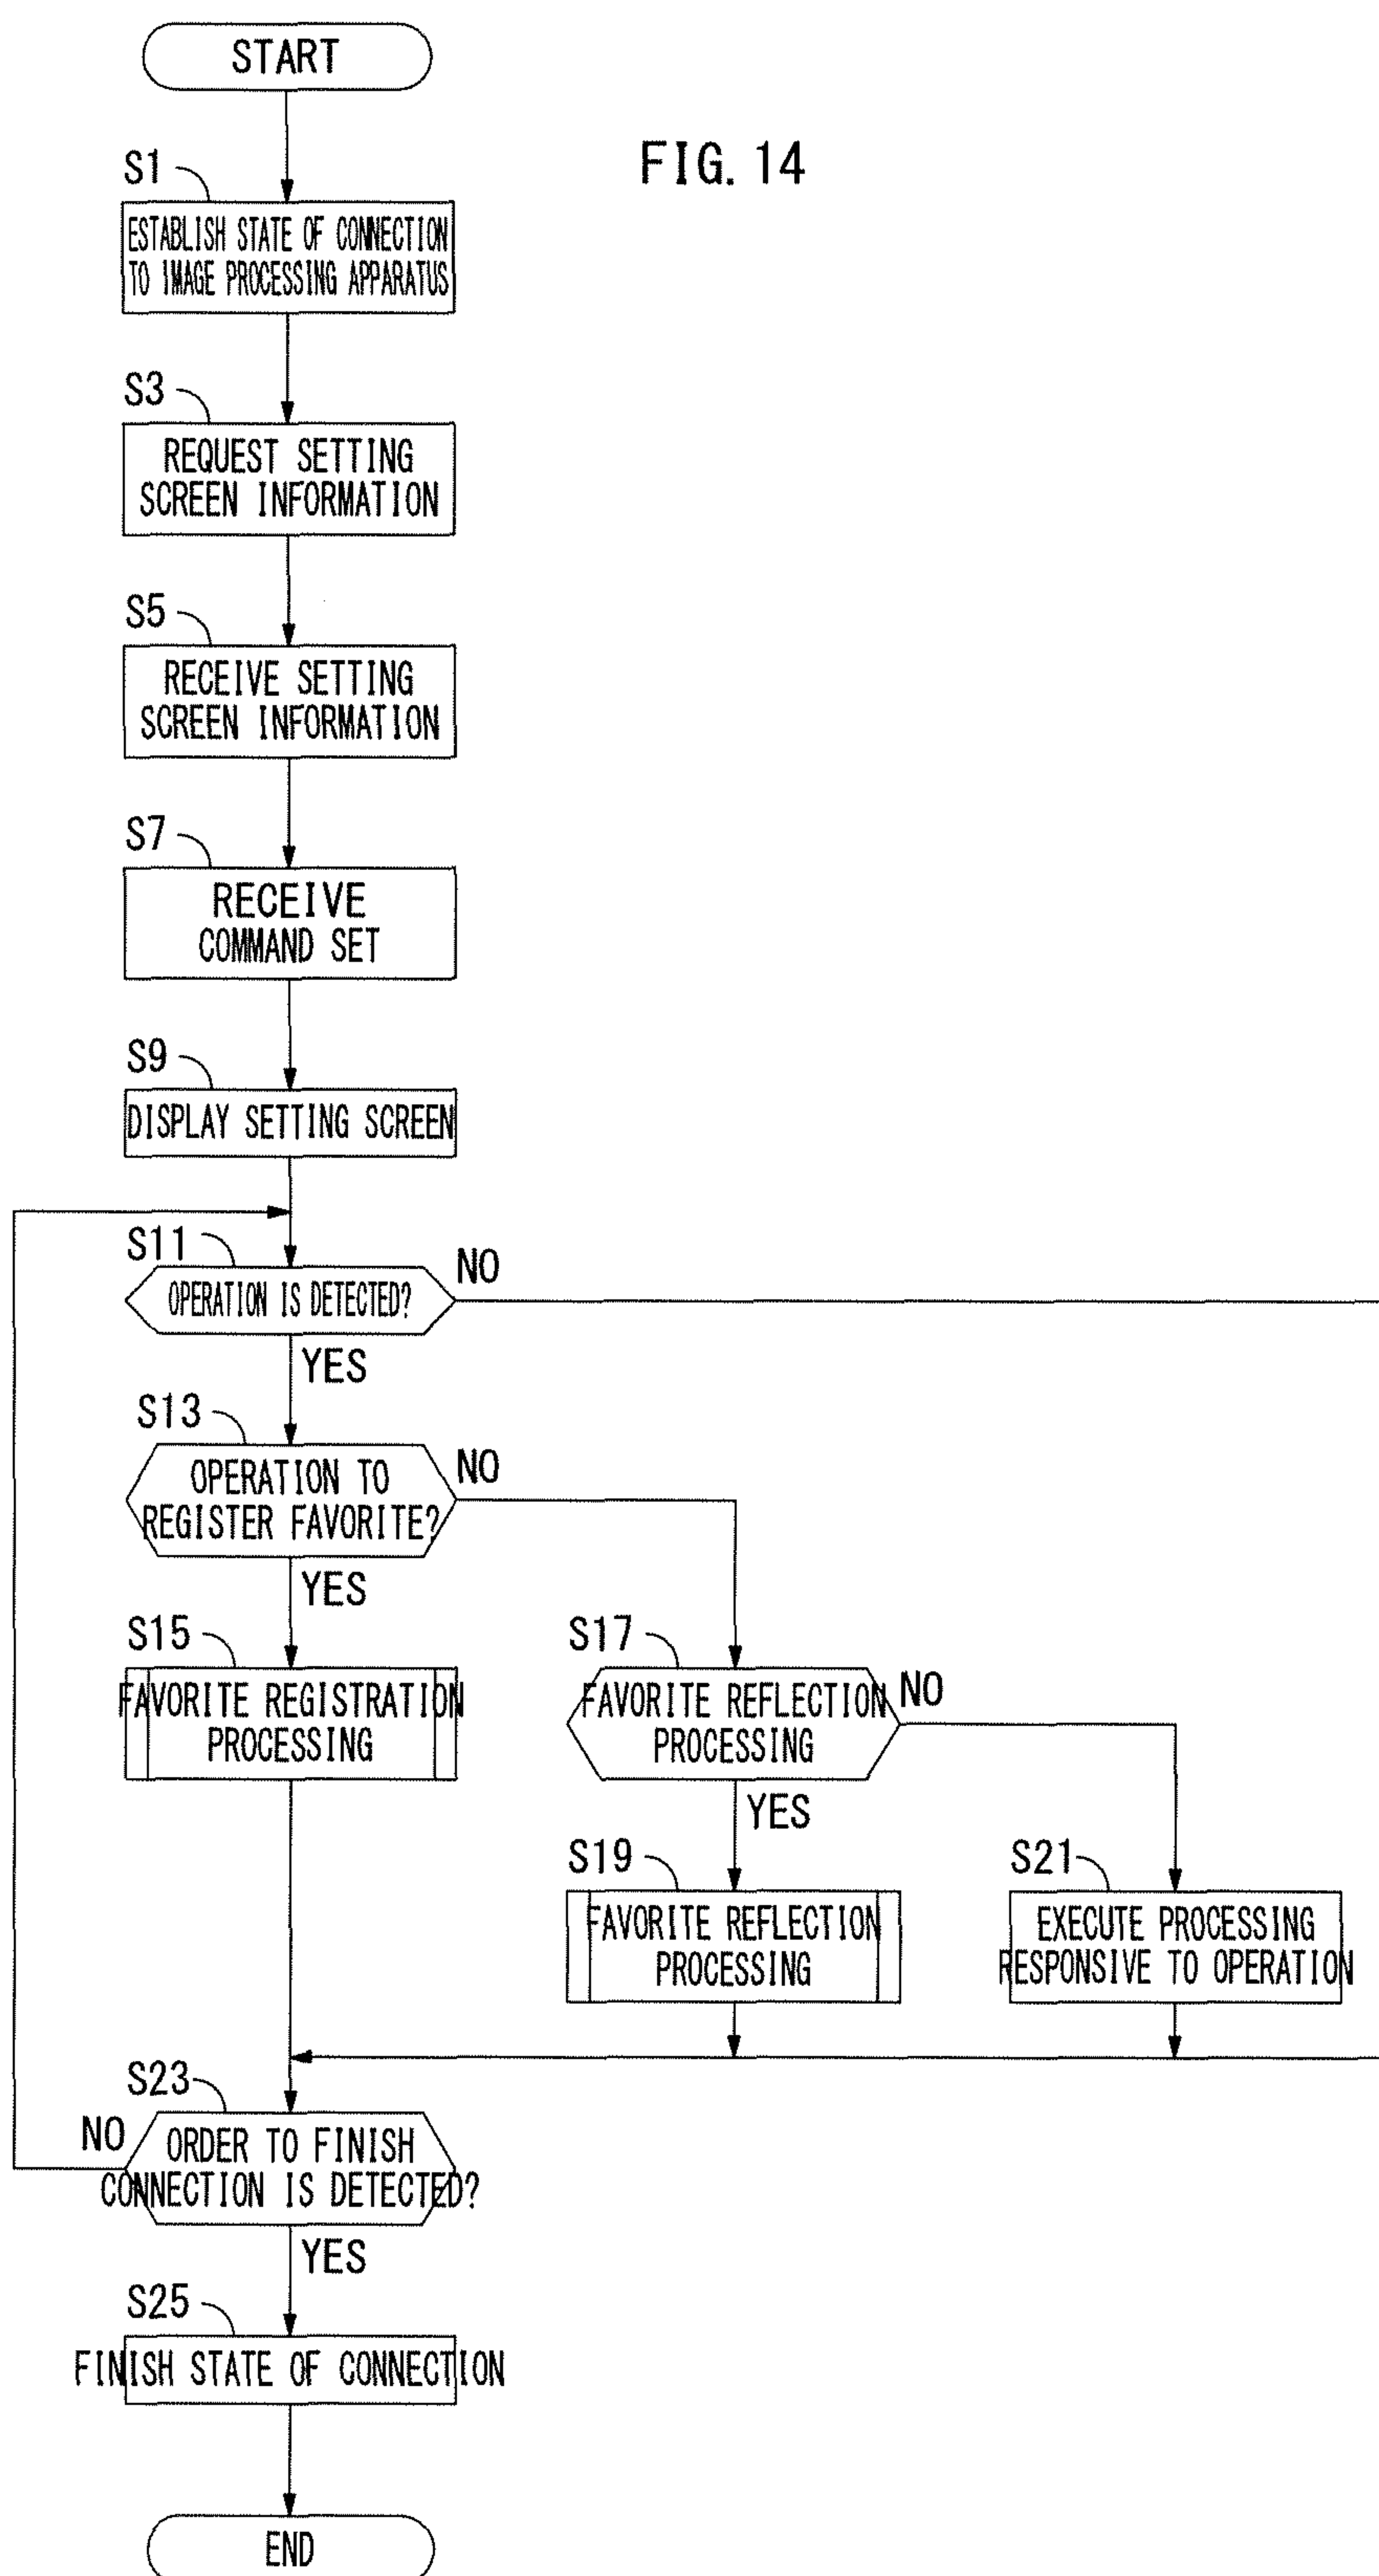 START
FIG. 14
S1
ESTABLISH STATE OF CONNECTION
TO IMAGE PROCESSING APPARATUS
S3
REQUEST SETTING
SCREEN INFORMATION
S5
RECEIVE SETTING
SCREEN INFORMATION
S7
RECEIVE
COMMAND SET
S9
DISPLAY SETTING SCREEN
S11
OPERATION IS DETECTED?
NO
YES
S13
OPERATION TO
REGISTER FAVORITE?
NO
YES
S15
FAVORITE REGISTRATION
PROCESSING
S17
FAVORITE REFLECTION
PROCESSING
NO
YES
S19
FAVORITE REFLECTION
PROCESSING
S21
EXECUTE PROCESSING
RESPONSIVE TO OPERATION
S23
NO
ORDER TO FINISH
CONNECTION IS DETECTED?
YES
S25
FINISH STATE OF CONNECTION
END